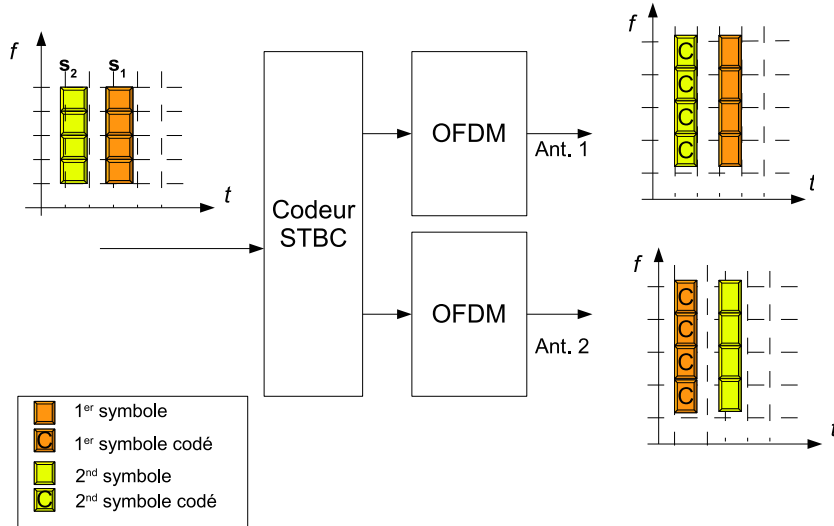 f
s2
s1
t
Codeur
STBC
OFDM
Ant. 1
OFDM
Ant. 2
f
C
C
C
C
t
f
C
C
C
C
t
1er symbole
C 1er symbole codé
2nd symbole
C 2nd symbole codé